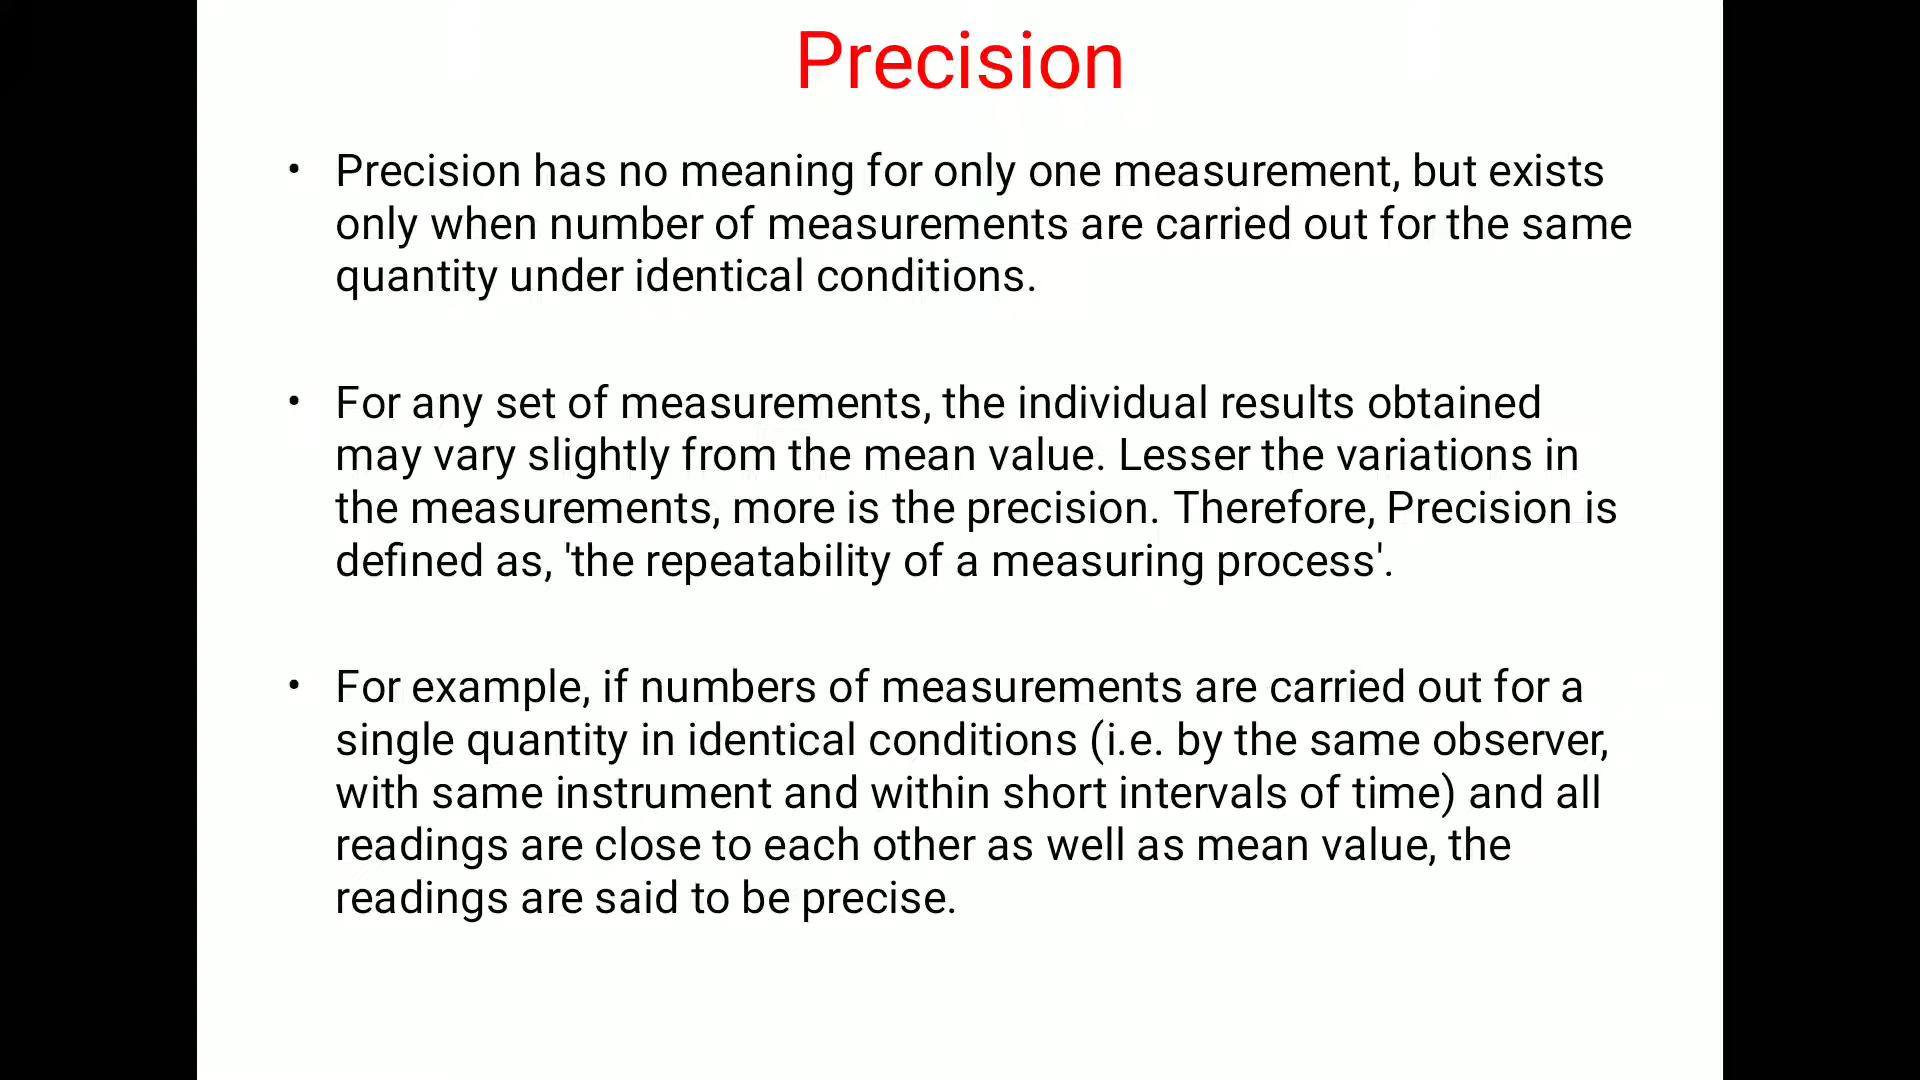 Precision
• Precision has no meaning for only one measurement, but exists
only when number of measurements are carried out for the same
quantity under identical conditions.
• For any set of measurements, the individual results obtained
may vary slightly from the mean value. Lesser the variations in
the measurements, more is the precision. Therefore, Precision is
defined as, 'the repeatability of a measuring process'.
• For example, if numbers of measurements are carried out for a
single quantity in identical conditions (i.e. by the same observer,
with same instrument and within short intervals of time) and all
readings are close to each other as well as mean value, the
readings are said to be precise.